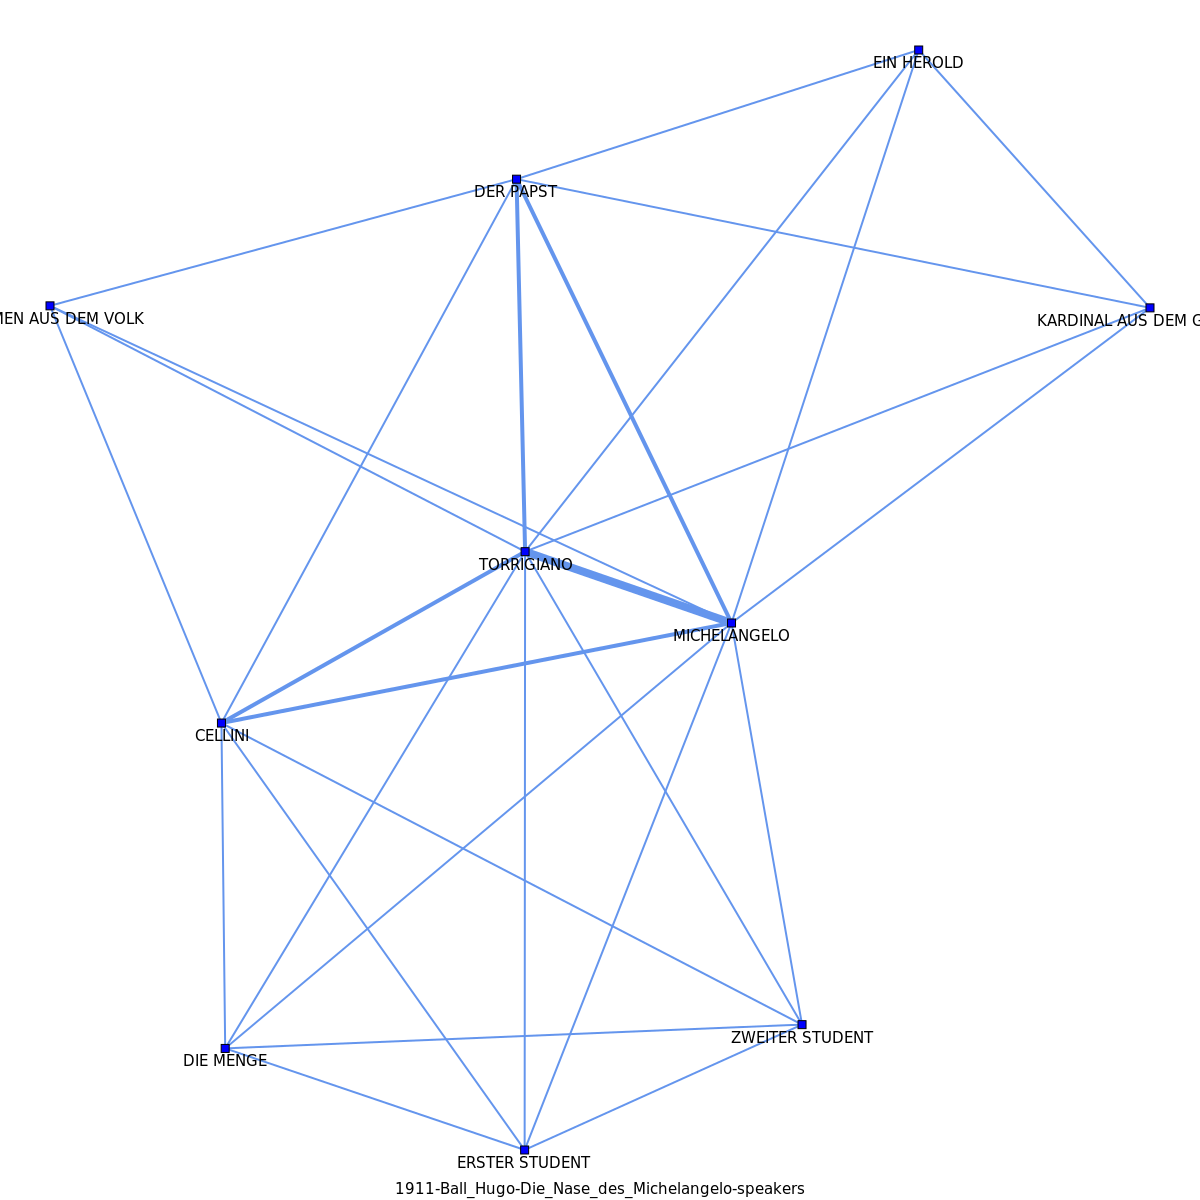 EIN HEROLD
DER PAPST
AUS DEM VOLK
KARDINAL AUS DEM
TORRIGIANO
MICHELANGELO
CELLINI
ZWEITER STUDENT
DIE MENGE
ERSTER STUDENT
1911-Ball_Hugo-Die_Nase_des_Michelangelo-speakers